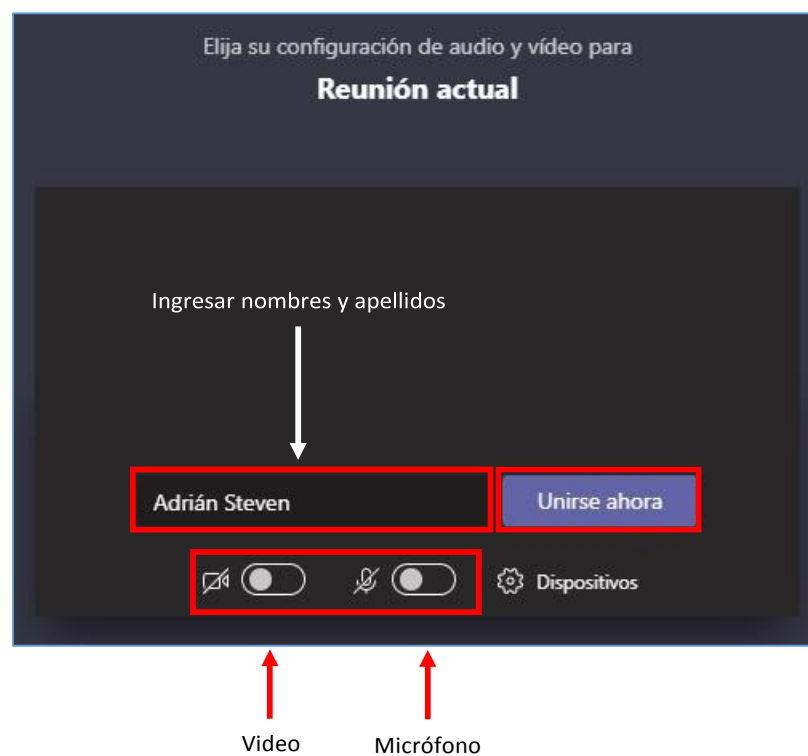 Elija su configuración de audio y vídeo para
Reunión actual
Ingresar nombres y apellidos
Adrián Steven
Unirse ahora
Dispositivos
Video
Micrófono